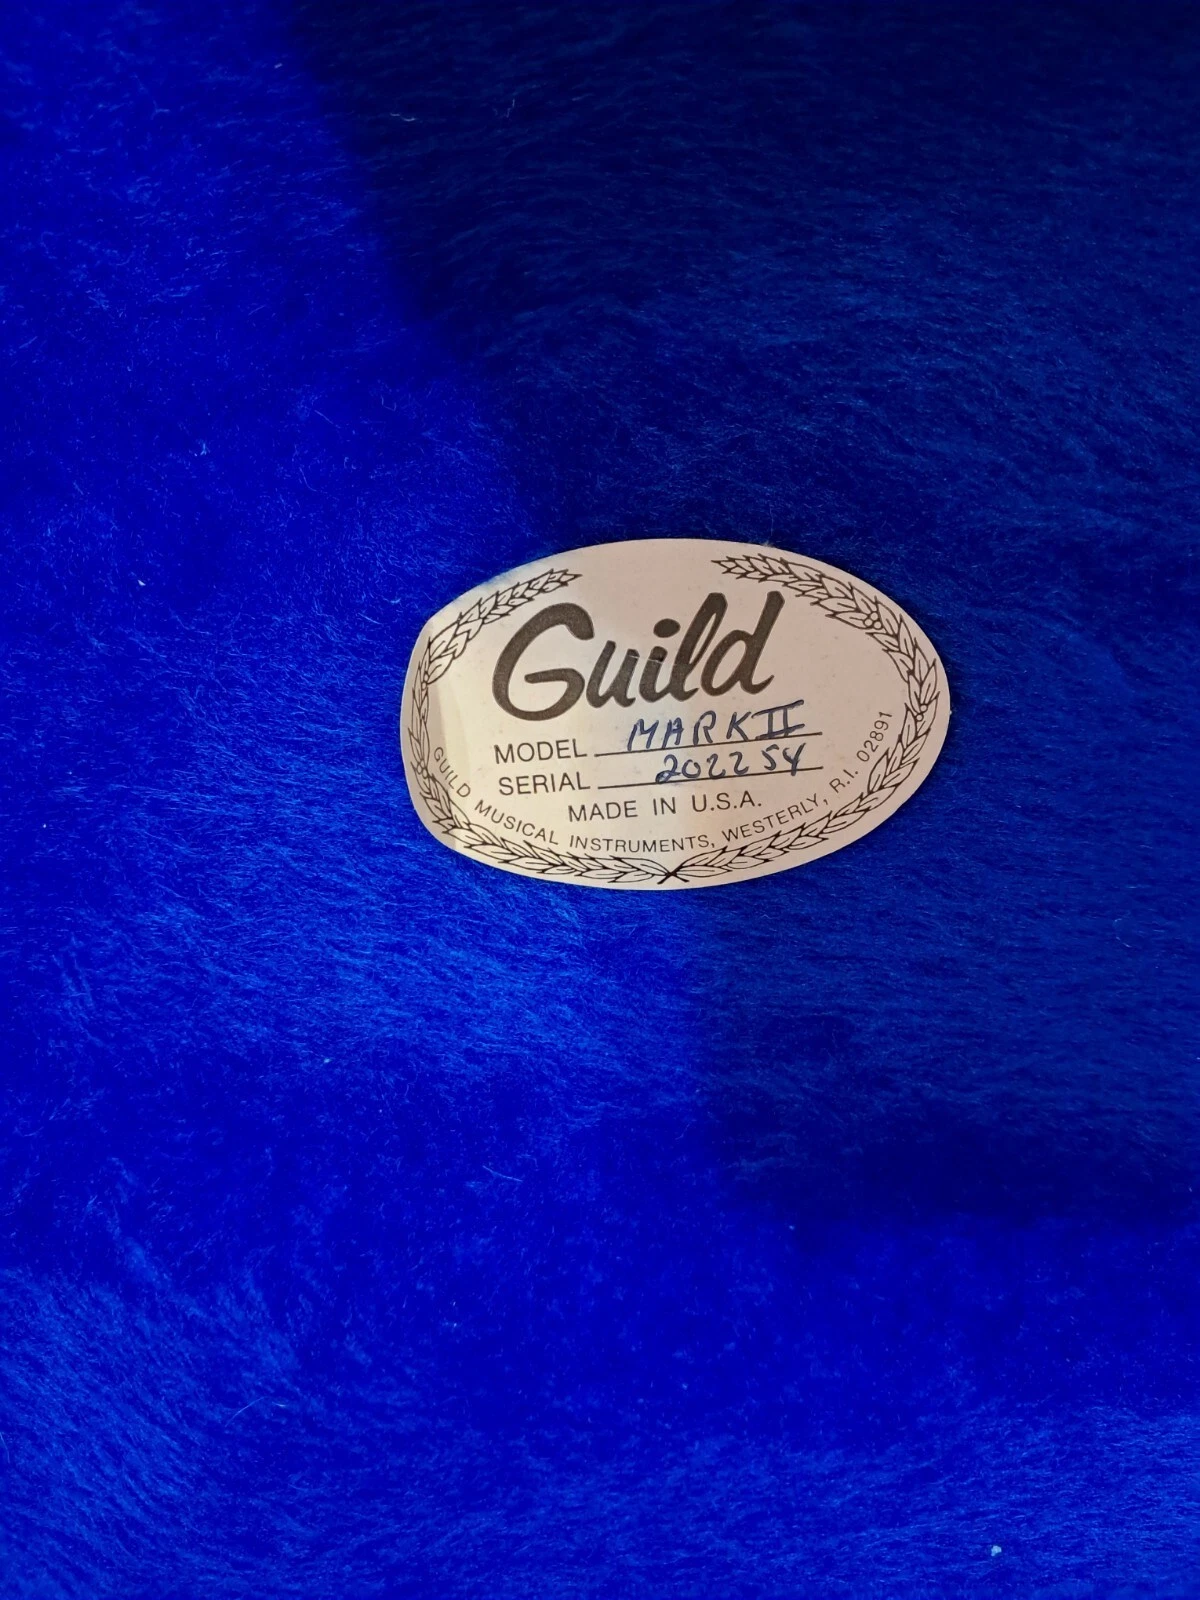 Guild
MODEL MARK II
SERIAL 202254
MADE IN U.S.A.
GUILD MUSICAL INSTRUMENTS, WESTERLY, R.I. 02891